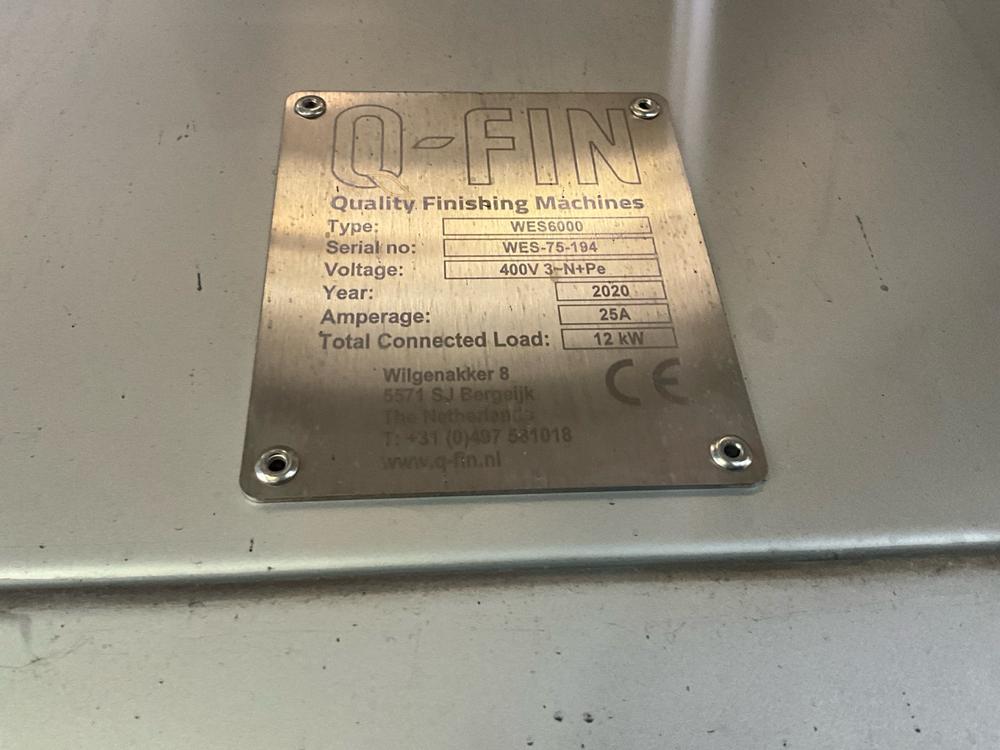 Q-FIN
Quality Finishing Machines
Type: WES6000
Serial no: WES-75-194
Voltage: 400V 3~N+Pe
Year: 2020
Amperage: 25A
Total Connected Load: 12 kW
Wilgenakker 8
5571 SJ Bergeijk
The Netherlands
T: +31 (0)497 581018
www.q-fin.nl
CE